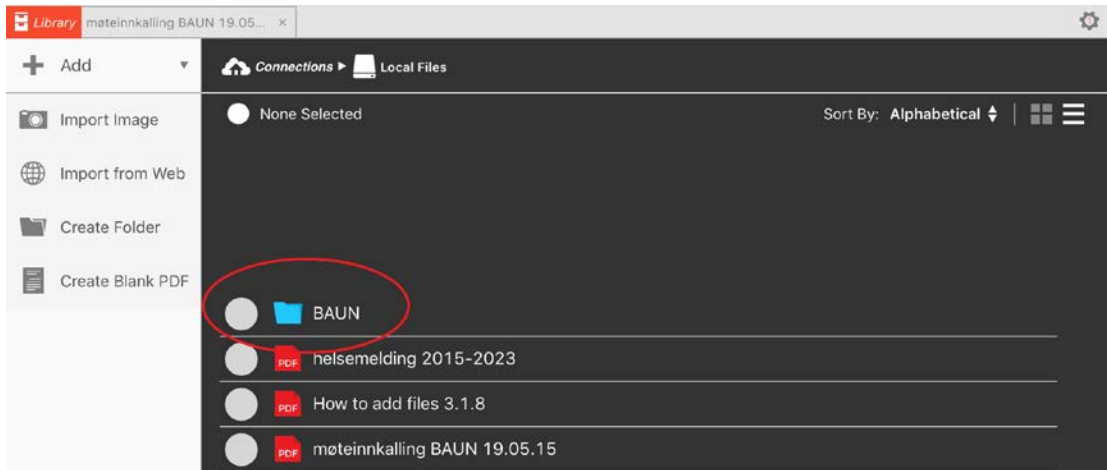 Library møteinnkalling BAUN 19.05... ×
+ Add ▼
Connections ▶ Local Files
Import Image
Import from Web
Create Folder
Create Blank PDF
None Selected
Sort By: Alphabetical
BAUN
PDF helsemelding 2015-2023
PDF How to add files 3.1.8
PDF møteinnkalling BAUN 19.05.15